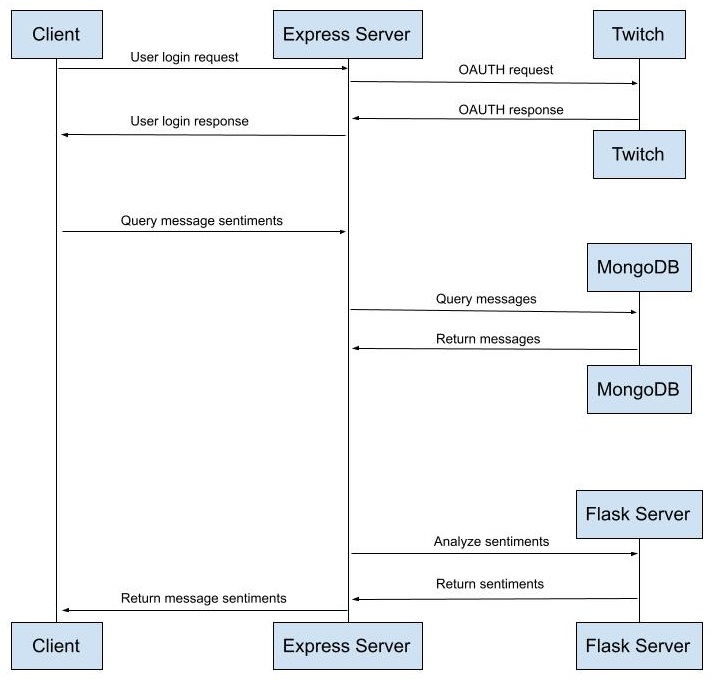 Client
Express Server
Twitch
User login request
OAUTH request
OAUTH response
User login response
Twitch
Query message sentiments
MongoDB
Query messages
Return messages
MongoDB
Flask Server
Analyze sentiments
Return sentiments
Return message sentiments
Client
Express Server
Flask Server